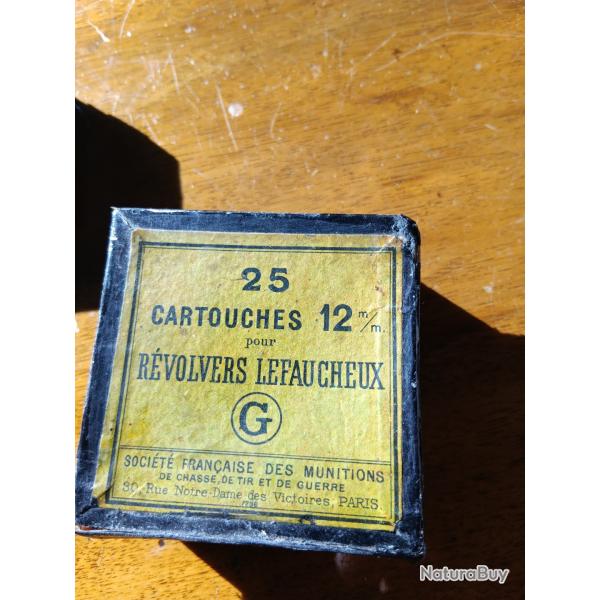 25
CARTOUCHES 12 m/m.
pour
RÉVOLVERS LEFAUCHEUX
G
SOCIÉTÉ FRANÇAISE DES MUNITIONS
DE CHASSE, DE TIR ET DE GUERRE
30, Rue Notre-Dame des Victoires, PARIS
NaturaBuy